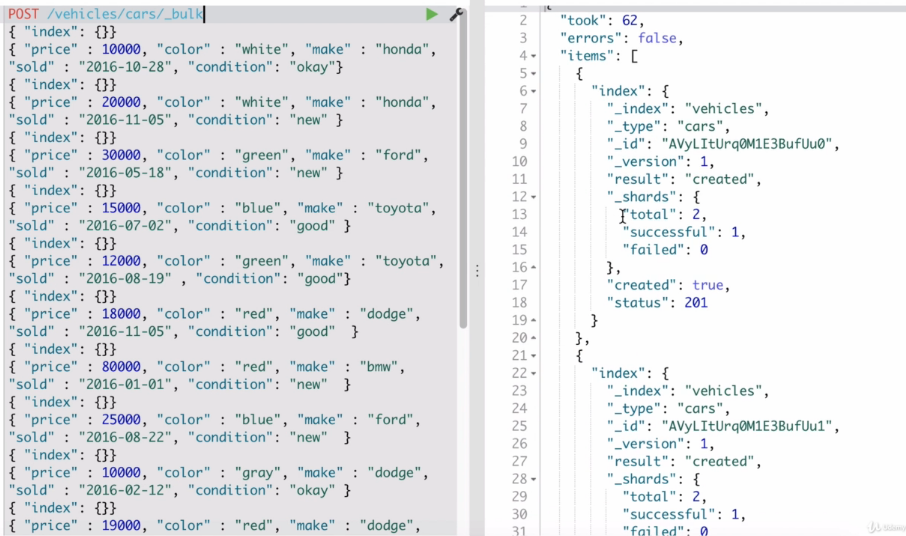 POST /vehicles/cars/_bulk
{ "index": {}}
{ "price" : 10000, "color" : "white", "make" : "honda",
"sold" : "2016-10-28", "condition": "okay"}
{ "index": {}}
{ "price" : 20000, "color" : "white", "make" : "honda",
"sold" : "2016-11-05", "condition": "new" }
{ "index": {}}
{ "price" : 30000, "color" : "green", "make" : "ford",
"sold" : "2016-05-18", "condition": "new" }
{ "index": {}}
{ "price" : 15000, "color" : "blue", "make" : "toyota",
"sold" : "2016-07-02", "condition": "good" }
{ "index": {}}
{ "price" : 12000, "color" : "green", "make" : "toyota",
"sold" : "2016-08-19" , "condition": "good"}
{ "index": {}}
{ "price" : 18000, "color" : "red", "make" : "dodge",
"sold" : "2016-11-05", "condition": "good"  }
{ "index": {}}
{ "price" : 80000, "color" : "red", "make" : "bmw",
"sold" : "2016-01-01", "condition": "new"  }
{ "index": {}}
{ "price" : 25000, "color" : "blue", "make" : "ford",
"sold" : "2016-08-22", "condition": "new"  }
{ "index": {}}
{ "price" : 10000, "color" : "gray", "make" : "dodge",
"sold" : "2016-02-12", "condition": "okay" }
{ "index": {}}
{ "price" : 19000, "color" : "red", "make" : "dodge",
2 "took": 62,
3 "errors": false,
4 "items": [
5 {
6 "index": {
7 "_index": "vehicles",
8 "_type": "cars",
9 "_id": "AVyLItUrq0M1E3BufUu0",
10 "_version": 1,
11 "result": "created",
12 "_shards": {
13 "total": 2,
14 "successful": 1,
15 "failed": 0
16 },
17 "created": true,
18 "status": 201
19 }
20 },
21 {
22 "index": {
23 "_index": "vehicles",
24 "_type": "cars",
25 "_id": "AVyLItUrq0M1E3BufUu1",
26 "_version": 1,
27 "result": "created",
28 "_shards": {
29 "total": 2,
30 "successful": 1,
31 "failed": 0